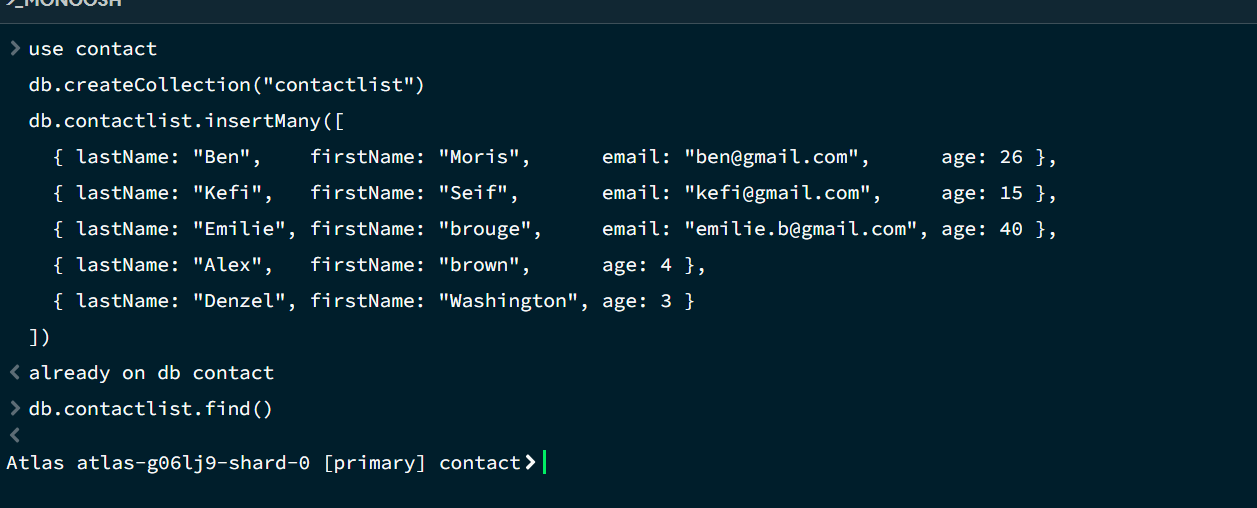 >_MONGOSH
> use contact
db.createCollection("contactlist")
db.contactlist.insertMany([
{ lastName: "Ben", firstName: "Moris", email: "ben@gmail.com", age: 26 },
{ lastName: "Kefi", firstName: "Seif", email: "kefi@gmail.com", age: 15 },
{ lastName: "Emilie", firstName: "brouge", email: "emilie.b@gmail.com", age: 40 },
{ lastName: "Alex", firstName: "brown", age: 4 },
{ lastName: "Denzel", firstName: "Washington", age: 3 }
])
< already on db contact
> db.contactlist.find()
<
Atlas atlas-g06lj9-shard-0 [primary] contact>